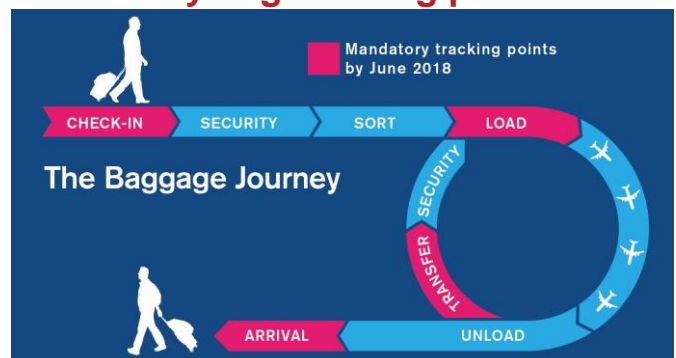 Mandatory tracking points
by June 2018
CHECK-IN
SECURITY
SORT
LOAD
The Baggage Journey
SECURITY
TRANSFER
ARRIVAL
UNLOAD